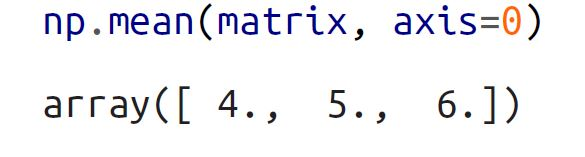 np.mean(matrix, axis=0)
array([ 4.,  5.,  6.])